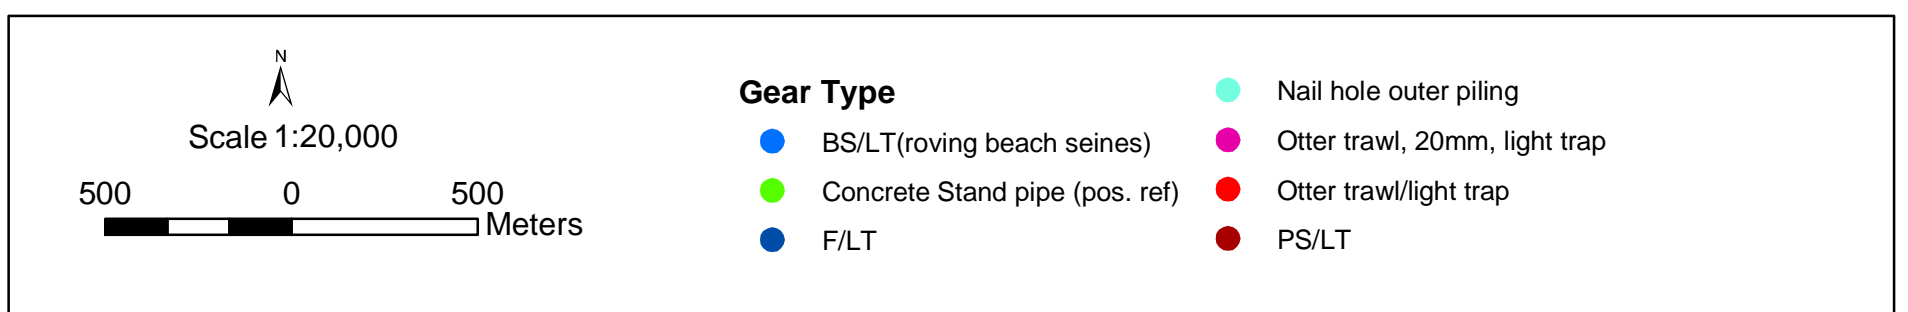 N
Scale 1:20,000
500 0 500
Meters
Gear Type
BS/LT(roving beach seines)
Concrete Stand pipe (pos. ref)
F/LT
Nail hole outer piling
Otter trawl, 20mm, light trap
Otter trawl/light trap
PS/LT